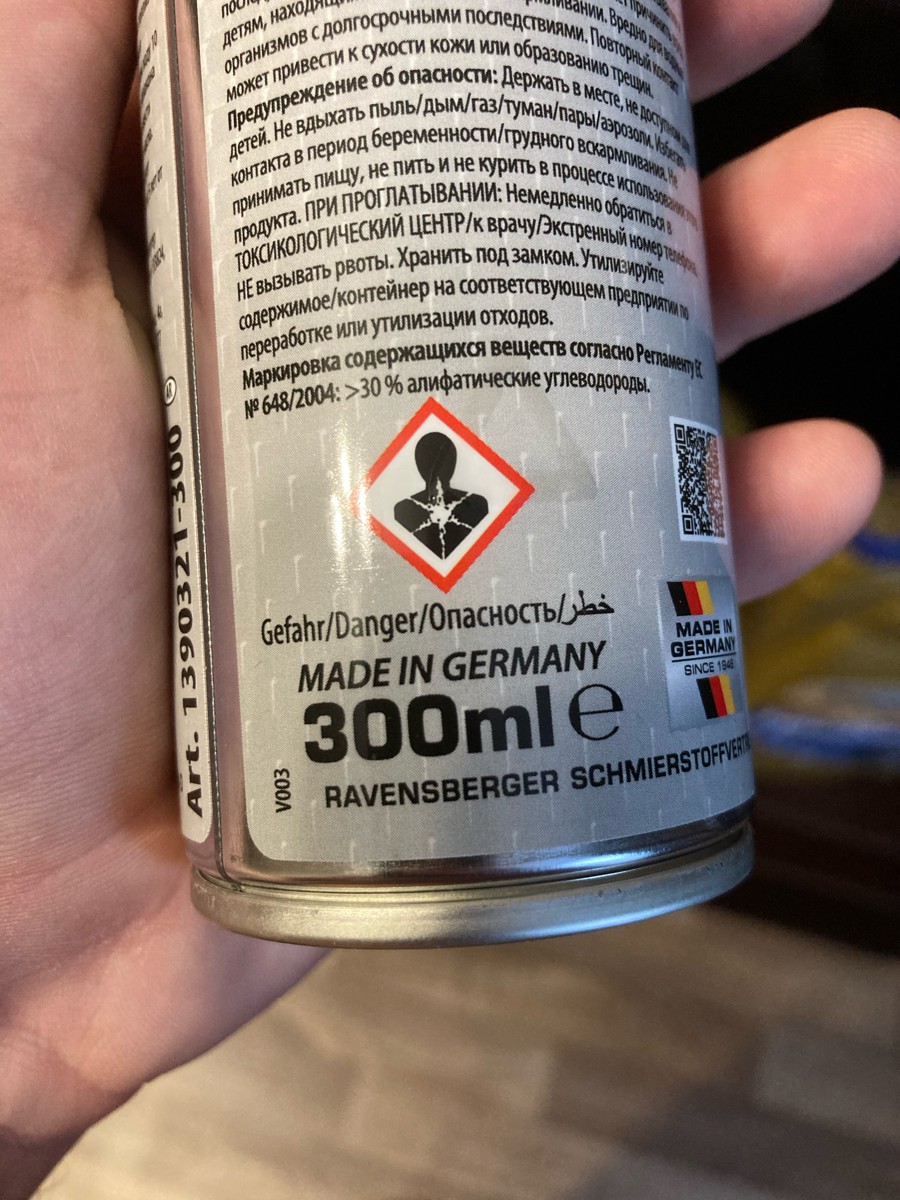 детям, находящи
организмов с долгосрочными последствиями. Повторный контакт
может привести к сухости кожи или образованию трещин.
Предупреждение об опасности: Держать в месте, не доступном для
детей. Не вдыхать пыль/дым/газ/туман/пары/аэрозоли. Избегать
контакта в период беременности/грудного вскармливания. Не
принимать пищу, не пить и не курить в процессе использования этого
продукта. ПРИ ПРОГЛАТЫВАНИИ: Немедленно обратиться в
ТОКСИКОЛОГИЧЕСКИЙ ЦЕНТР/к врачу/Экстренный номер телефона.
НЕ вызывать рвоты. Хранить под замком. Утилизируйте
содержимое/контейнер на соответствующем предприятии по
переработке или утилизации отходов.
Маркировка содержащихся веществ согласно Регламенту ЕС
№ 648/2004: >30 % алифатические углеводороды.
Gefahr/Danger/Опасность/خطر
MADE IN GERMANY
300ml ℮
V003
RAVENSBERGER SCHMIERSTOFFVERTR
MADE IN
GERMANY
SINCE 1946
Art. 1390321-300
AR